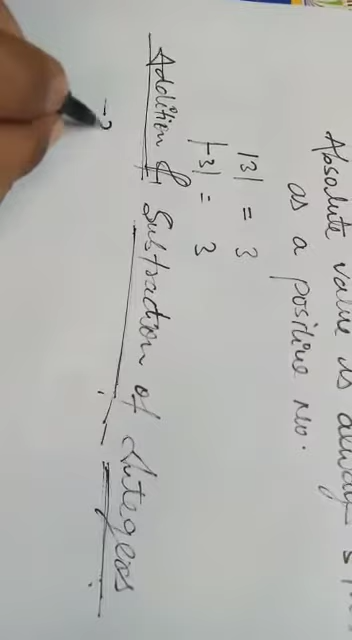 Absolute value is always
as a positive no.
|3| = 3
|-3| = 3
Addition & Subtraction of Integers